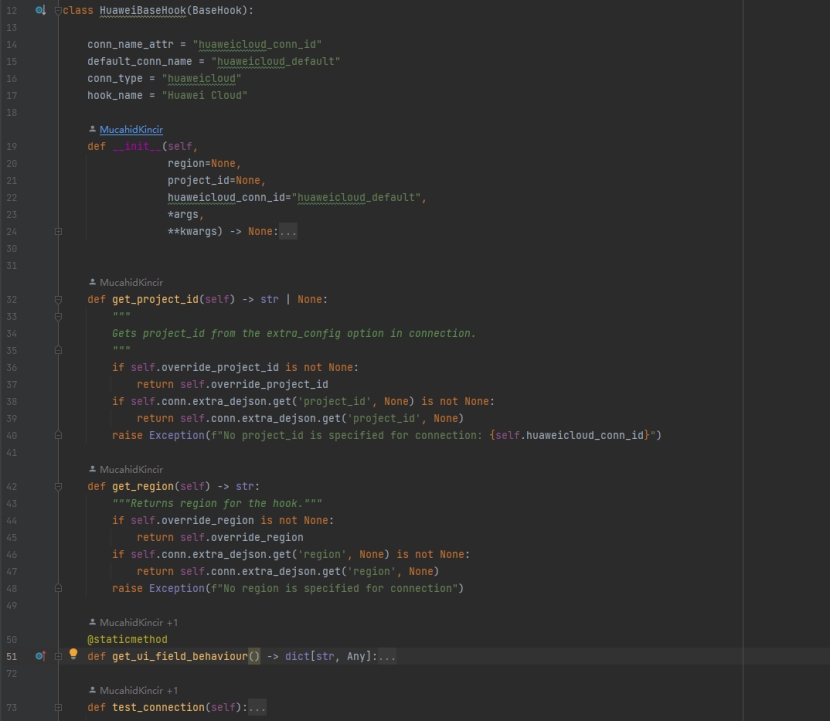 12 class HuaweiBaseHook(BaseHook):
13
14 conn_name_attr = "huaweicloud_conn_id"
15 default_conn_name = "huaweicloud_default"
16 conn_type = "huaweicloud"
17 hook_name = "Huawei Cloud"
18
MucahidKincir
19 def __init__(self,
20 region=None,
21 project_id=None,
22 huaweicloud_conn_id="huaweicloud_default",
23 *args,
24 **kwargs) -> None:...
30
31
MucahidKincir
32 def get_project_id(self) -> str | None:
33 """
34 Gets project_id from the extra_config option in connection.
35 """
36 if self.override_project_id is not None:
37 return self.override_project_id
38 if self.conn.extra_dejson.get('project_id', None) is not None:
39 return self.conn.extra_dejson.get('project_id', None)
40 raise Exception(f"No project_id is specified for connection: {self.huaweicloud_conn_id}")
41
MucahidKincir
42 def get_region(self) -> str:
43 """Returns region for the hook."""
44 if self.override_region is not None:
45 return self.override_region
46 if self.conn.extra_dejson.get('region', None) is not None:
47 return self.conn.extra_dejson.get('region', None)
48 raise Exception(f"No region is specified for connection")
49
MucahidKincir +1
50 @staticmethod
51 def get_ui_field_behaviour() -> dict[str, Any]:...
72
MucahidKincir +1
73 def test_connection(self):...